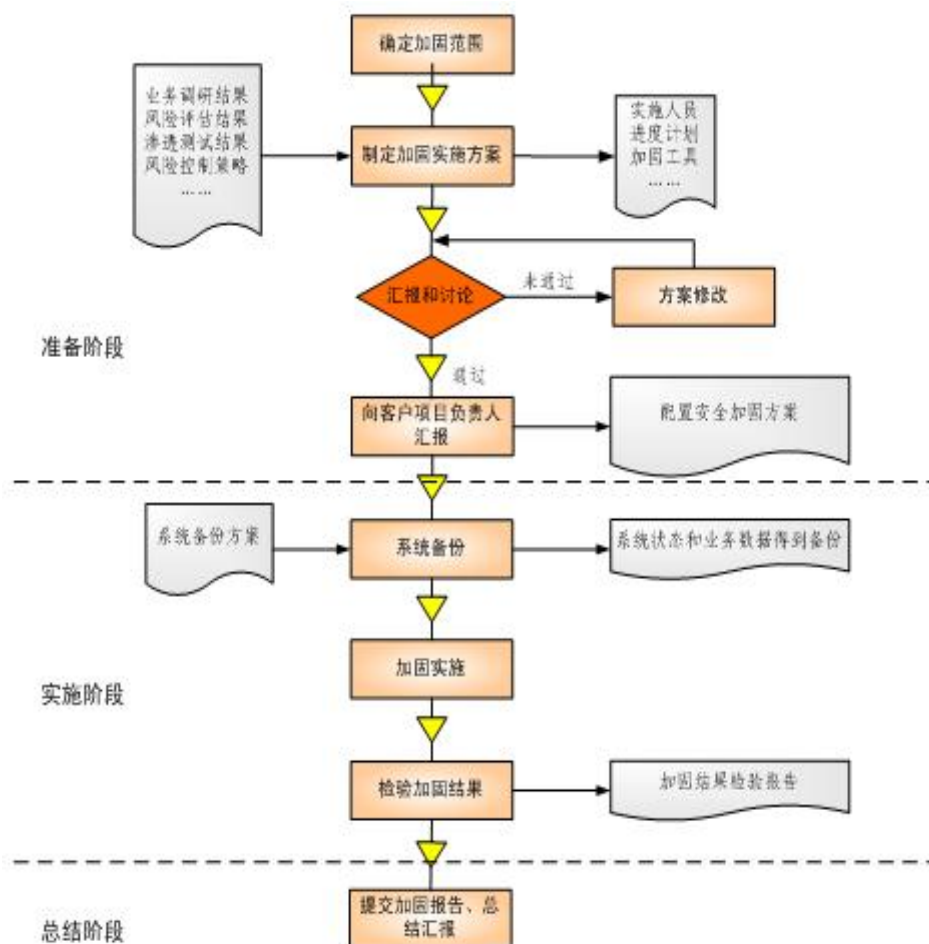 确定加固范围
业务调研结果
风险评估结果
渗透测试结果
风险控制策略
……
制定加固实施方案
实施人员
进度计划
加固工具
……
汇报和讨论
未通过
方案修改
准备阶段
通过
向客户项目负责人
汇报
配置安全加固方案
系统备份方案
系统备份
系统状态和业务数据得到备份
加固实施
实施阶段
检验加固结果
加固结果检验报告
提交加固报告、总
结汇报
总结阶段